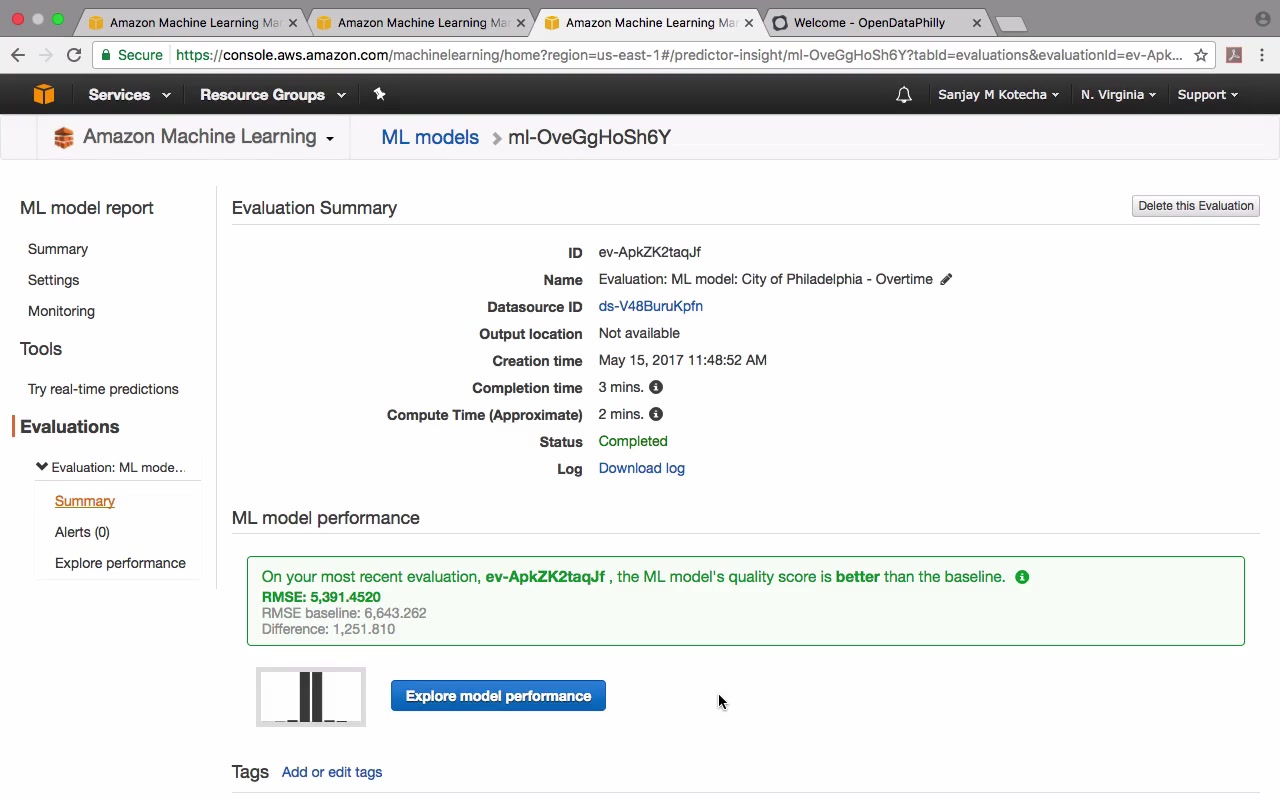 Amazon Machine Learning Ma
Amazon Machine Learning Ma
Amazon Machine Learning Ma
Welcome - OpenDataPhilly
Secure
https://console.aws.amazon.com/machinelearning/home?region=us-east-1#/predictor-insight/ml-OveGgHoSh6Y?tabId=evaluations&evaluationId=ev-Apk...
Services
Resource Groups
Sanjay M Kotecha
N. Virginia
Support
Amazon Machine Learning
ML models > ml-OveGgHoSh6Y
ML model report
Summary
Settings
Monitoring
Tools
Try real-time predictions
Evaluations
Evaluation: ML mode...
Summary
Alerts (0)
Explore performance
Evaluation Summary
Delete this Evaluation
ID ev-ApkZK2taqJf
Name Evaluation: ML model: City of Philadelphia - Overtime
Datasource ID ds-V48BuruKpfn
Output location Not available
Creation time May 15, 2017 11:48:52 AM
Completion time 3 mins.
Compute Time (Approximate) 2 mins.
Status Completed
Log Download log
ML model performance
On your most recent evaluation, ev-ApkZK2taqJf , the ML model's quality score is better than the baseline.
RMSE: 5,391.4520
RMSE baseline: 6,643.262
Difference: 1,251.810
Explore model performance
Tags Add or edit tags